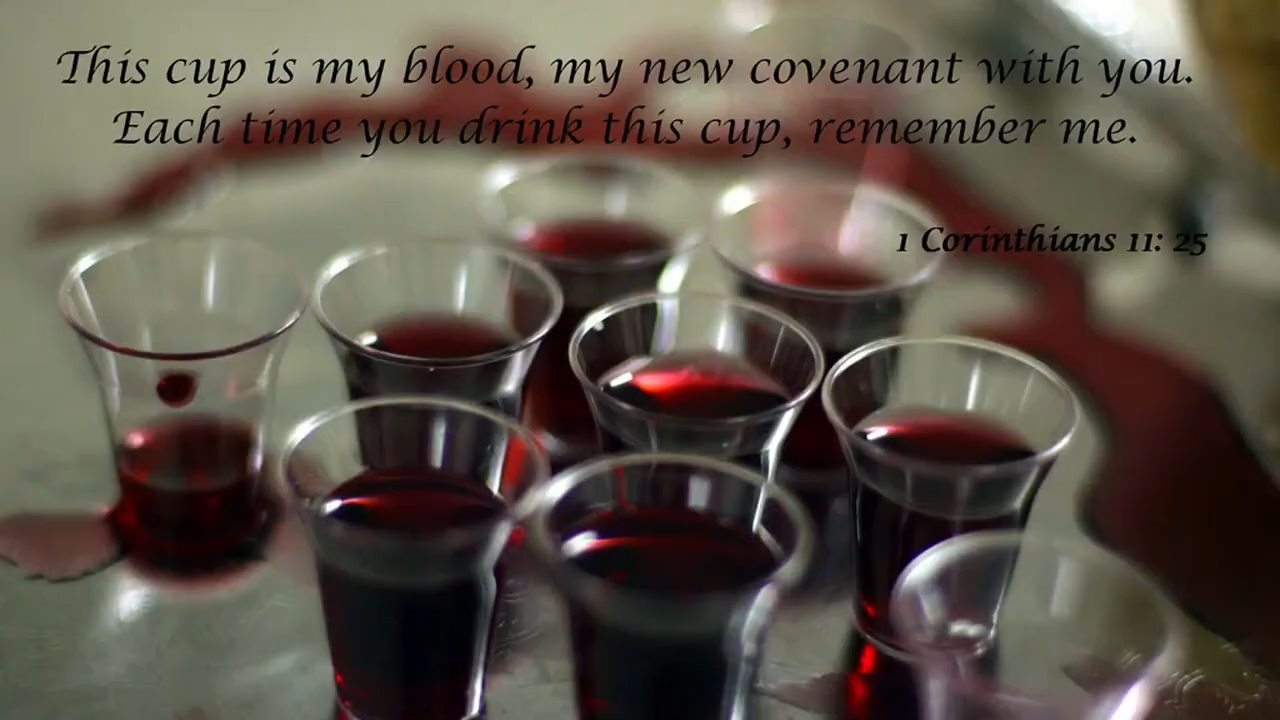 This cup is my blood, my new covenant with you.
Each time you drink this cup, remember me.
1 Corinthians 11: 25